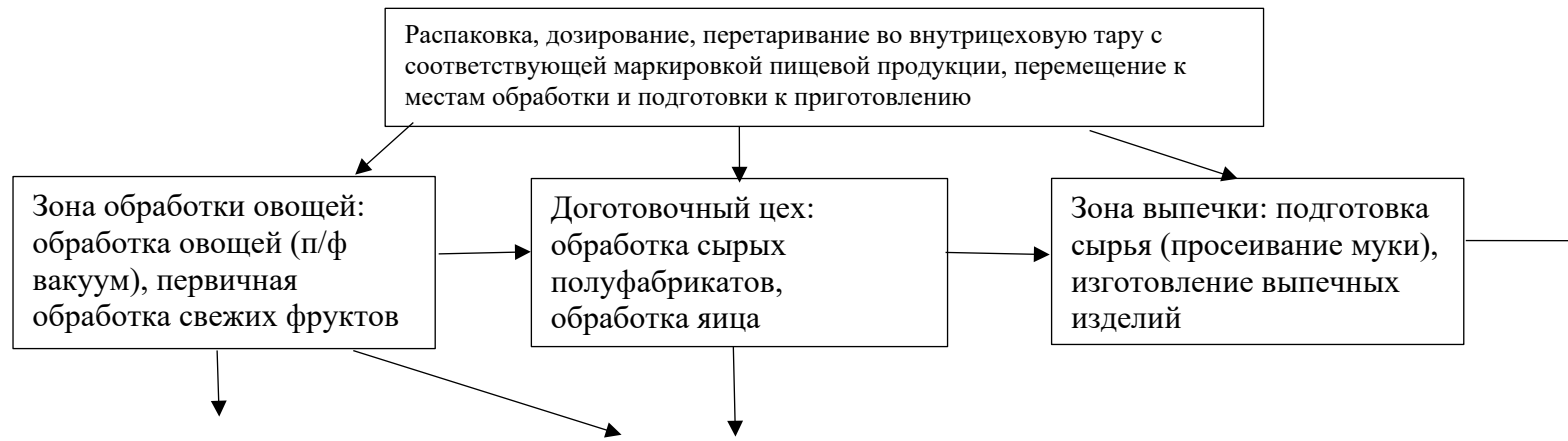 Распаковка, дозирование, перетаривание во внутрицеховую тару с
соответствующей маркировкой пищевой продукции, перемещение к
местам обработки и подготовки к приготовлению
Зона обработки овощей:
обработка овощей (п/ф
вакуум), первичная
обработка свежих фруктов
Доготовочный цех:
обработка сырых
полуфабрикатов,
обработка яица
Зона выпечки: подготовка
сырья (просеивание муки),
изготовление выпечных
изделий